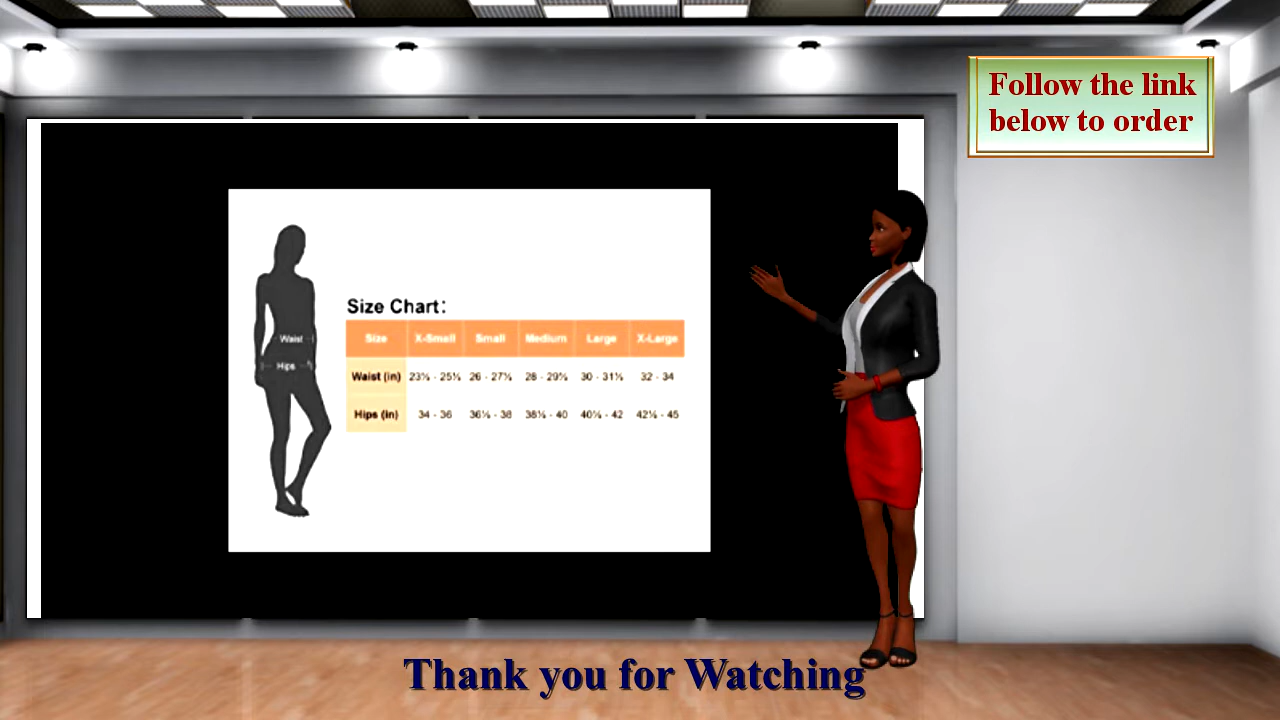 Follow the link
below to order
Size Chart:
Size X-Small Small Medium Large X-Large
Waist
Waist (in) 23½ - 25½ 26 - 27½ 28 - 29½ 30 - 31½ 32 - 34
Hips
Hips (in) 34 - 36 36½ - 38 38½ - 40 40½ - 42 42½ - 45
Thank you for Watching